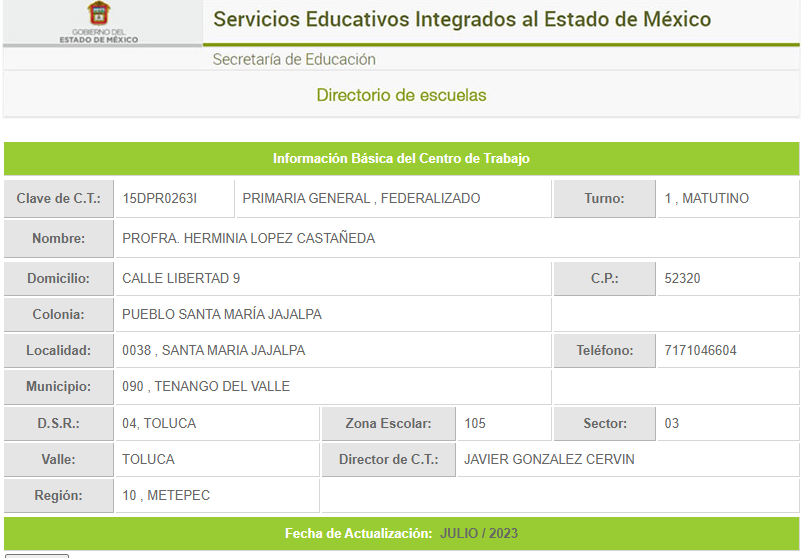 GOBIERNO DEL
ESTADO DE MÉXICO
Servicios Educativos Integrados al Estado de México
Secretaría de Educación
Directorio de escuelas
Información Básica del Centro de Trabajo
Clave de C.T.: 15DPR0263I PRIMARIA GENERAL , FEDERALIZADO Turno: 1 , MATUTINO
Nombre: PROFRA. HERMINIA LOPEZ CASTAÑEDA
Domicilio: CALLE LIBERTAD 9 C.P.: 52320
Colonia: PUEBLO SANTA MARÍA JAJALPA
Localidad: 0038 , SANTA MARIA JAJALPA Teléfono: 7171046604
Municipio: 090 , TENANGO DEL VALLE
D.S.R.: 04, TOLUCA Zona Escolar: 105 Sector: 03
Valle: TOLUCA Director de C.T.: JAVIER GONZALEZ CERVIN
Región: 10 , METEPEC
Fecha de Actualización: JULIO / 2023